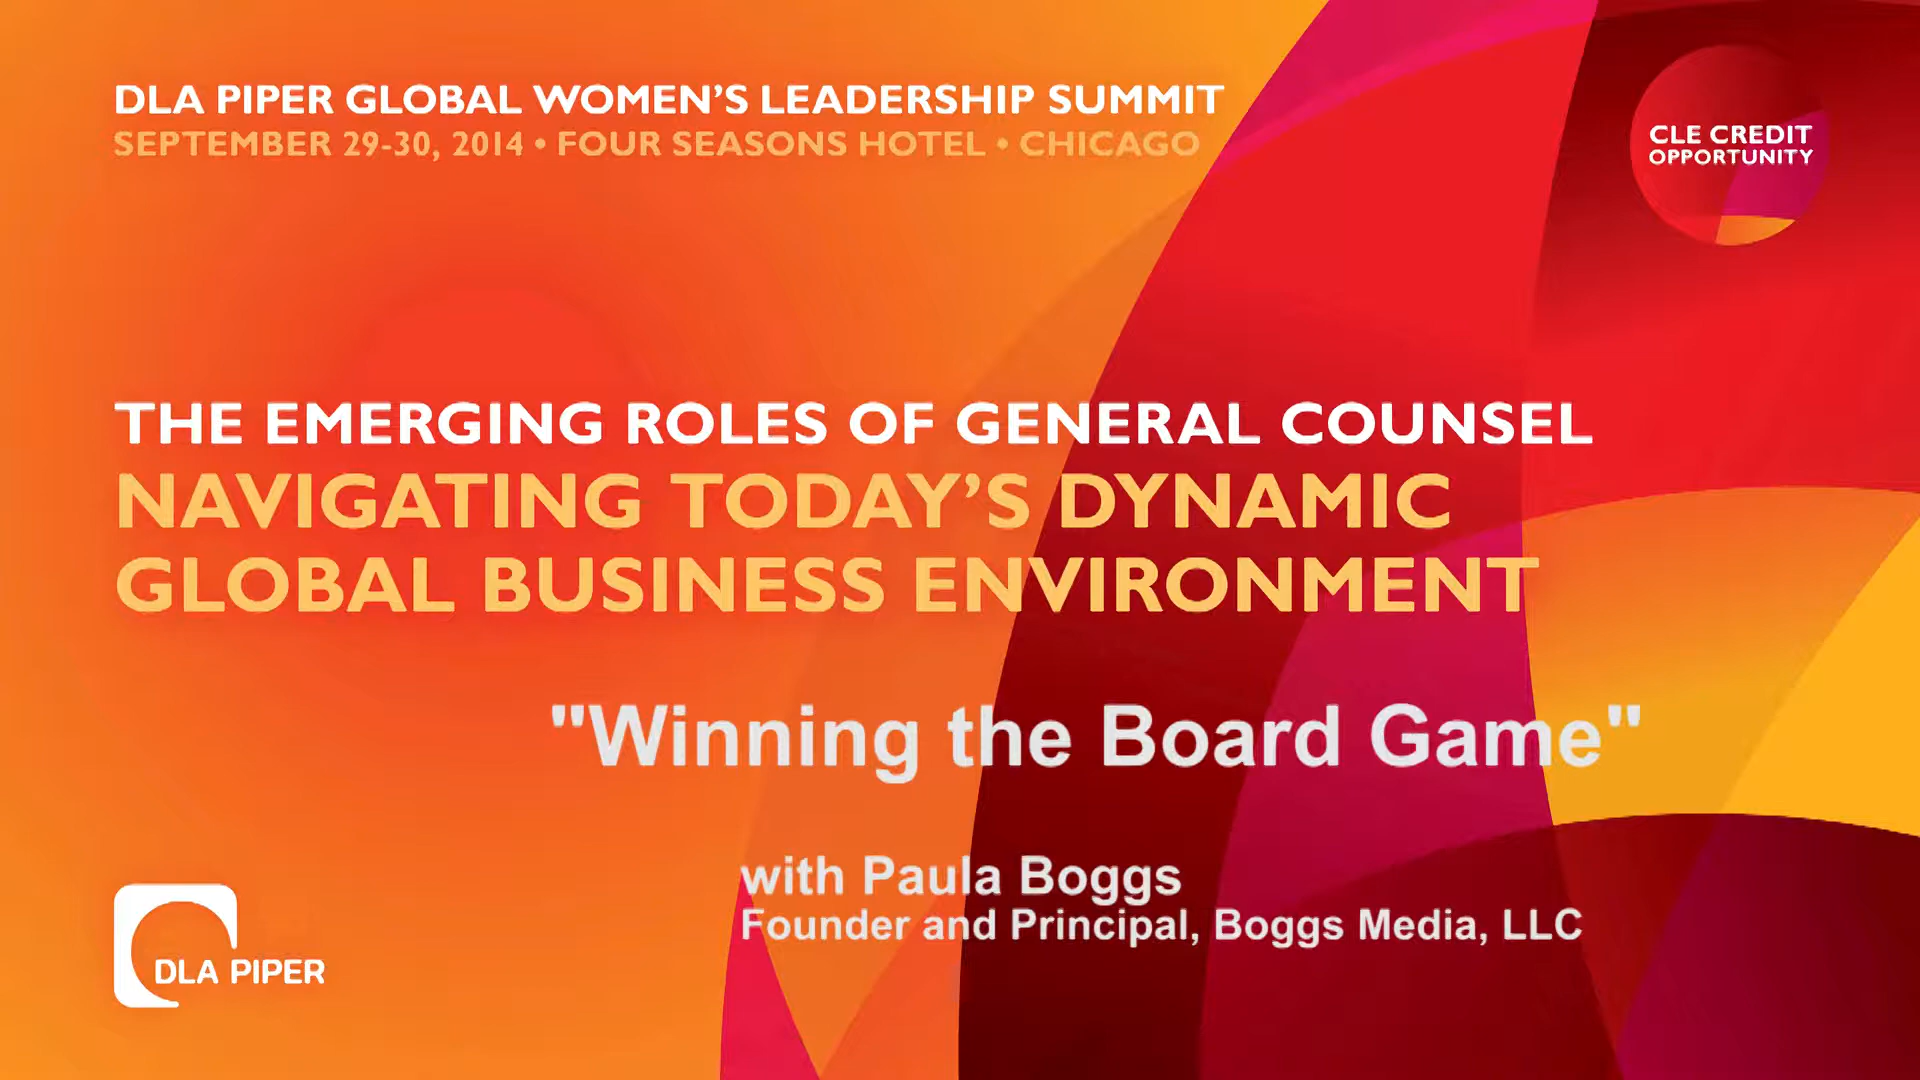 DLA PIPER GLOBAL WOMEN'S LEADERSHIP SUMMIT
SEPTEMBER 29-30, 2014 • FOUR SEASONS HOTEL • CHICAGO
CLE CREDIT
OPPORTUNITY
THE EMERGING ROLES OF GENERAL COUNSEL
NAVIGATING TODAY'S DYNAMIC
GLOBAL BUSINESS ENVIRONMENT
"Winning the Board Game"
with Paula Boggs
Founder and Principal, Boggs Media, LLC
DLA PIPER